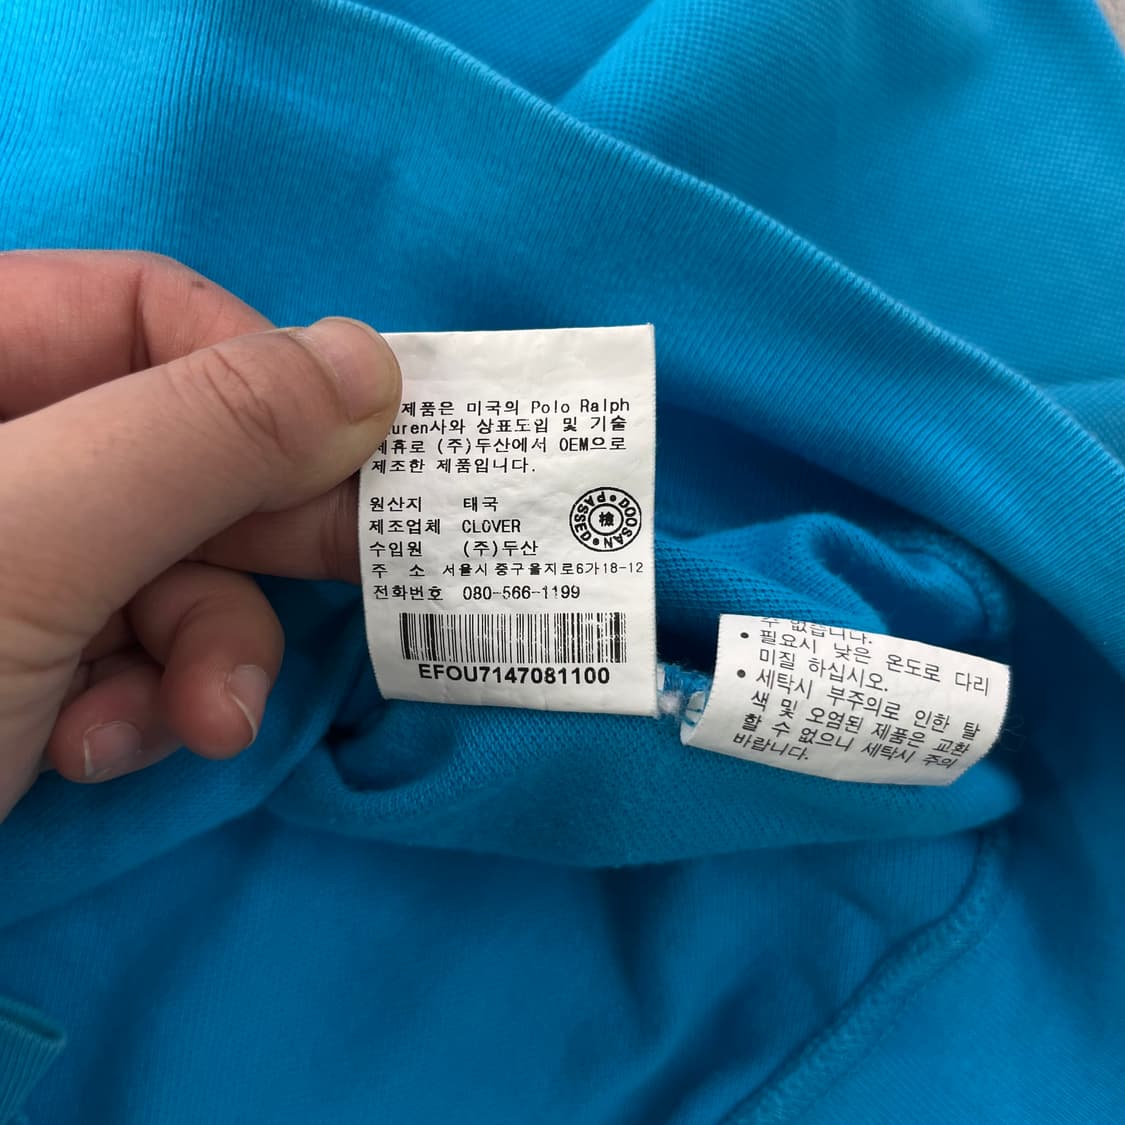 제품은 미국의 Polo Ralph
uren사와 상표도입 및 기술
제휴로 (주)두산에서 OEM으로
제조한 제품입니다.
원산지 태국
제조업체 CLOVER
수입원 (주)두산
주 소 서울시 중구을지로6가18-12
전화번호 080-566-1199
PASSED • DOOSAN •
檢
EFOU7147081100
수 없습니다.
• 필요시 낮은 온도로 다리
미질 하십시오.
• 세탁시 부주의로 인한 탈
색 및 오염된 제품은 교환
할 수 없으니 세탁시 주의
바랍니다.